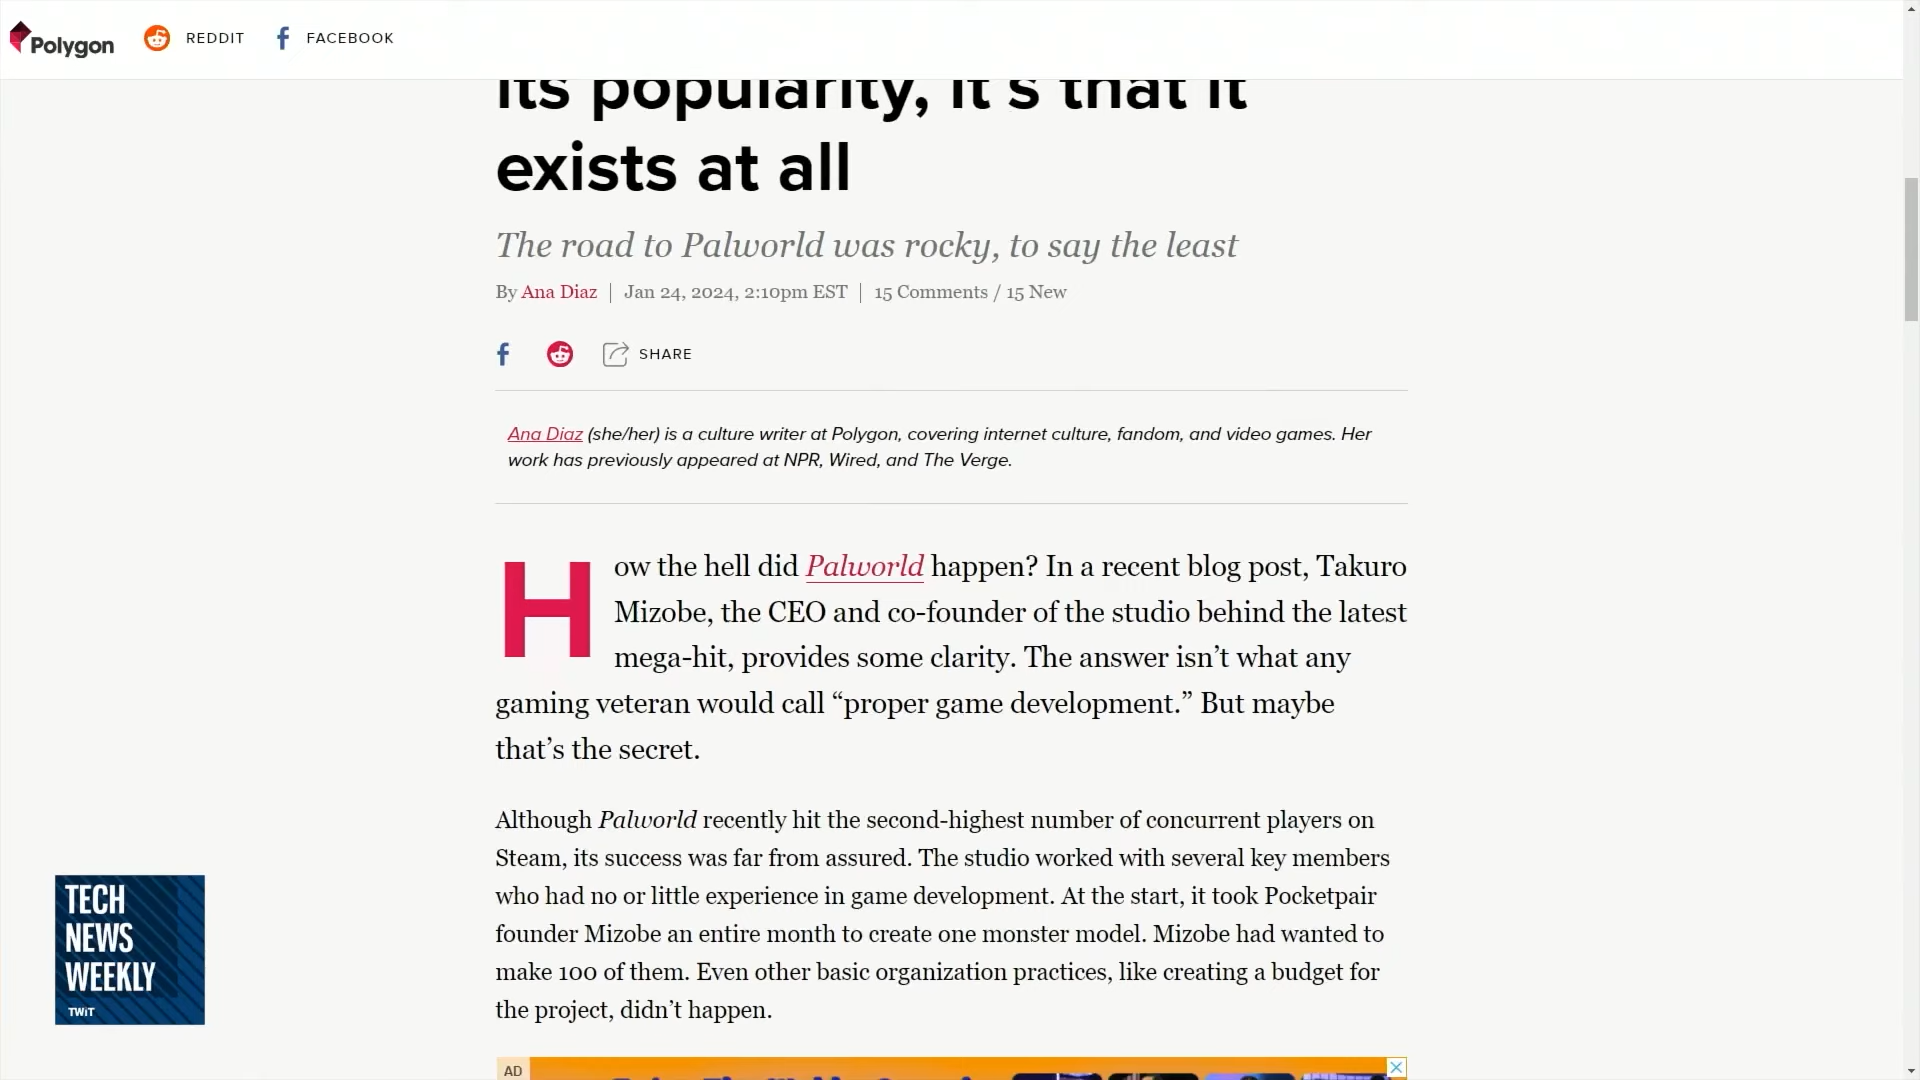 Polygon REDDIT FACEBOOK
its popularity, it's that it
exists at all
The road to Palworld was rocky, to say the least
By Ana Diaz | Jan 24, 2024, 2:10pm EST | 15 Comments / 15 New
SHARE
Ana Diaz (she/her) is a culture writer at Polygon, covering internet culture, fandom, and video games. Her
work has previously appeared at NPR, Wired, and The Verge.
How the hell did Palworld happen? In a recent blog post, Takuro
Mizobe, the CEO and co-founder of the studio behind the latest
mega-hit, provides some clarity. The answer isn’t what any
gaming veteran would call “proper game development.” But maybe
that’s the secret.
Although Palworld recently hit the second-highest number of concurrent players on
Steam, its success was far from assured. The studio worked with several key members
who had no or little experience in game development. At the start, it took Pocketpair
founder Mizobe an entire month to create one monster model. Mizobe had wanted to
make 100 of them. Even other basic organization practices, like creating a budget for
the project, didn’t happen.
TECH
NEWS
WEEKLY
TWiT
AD